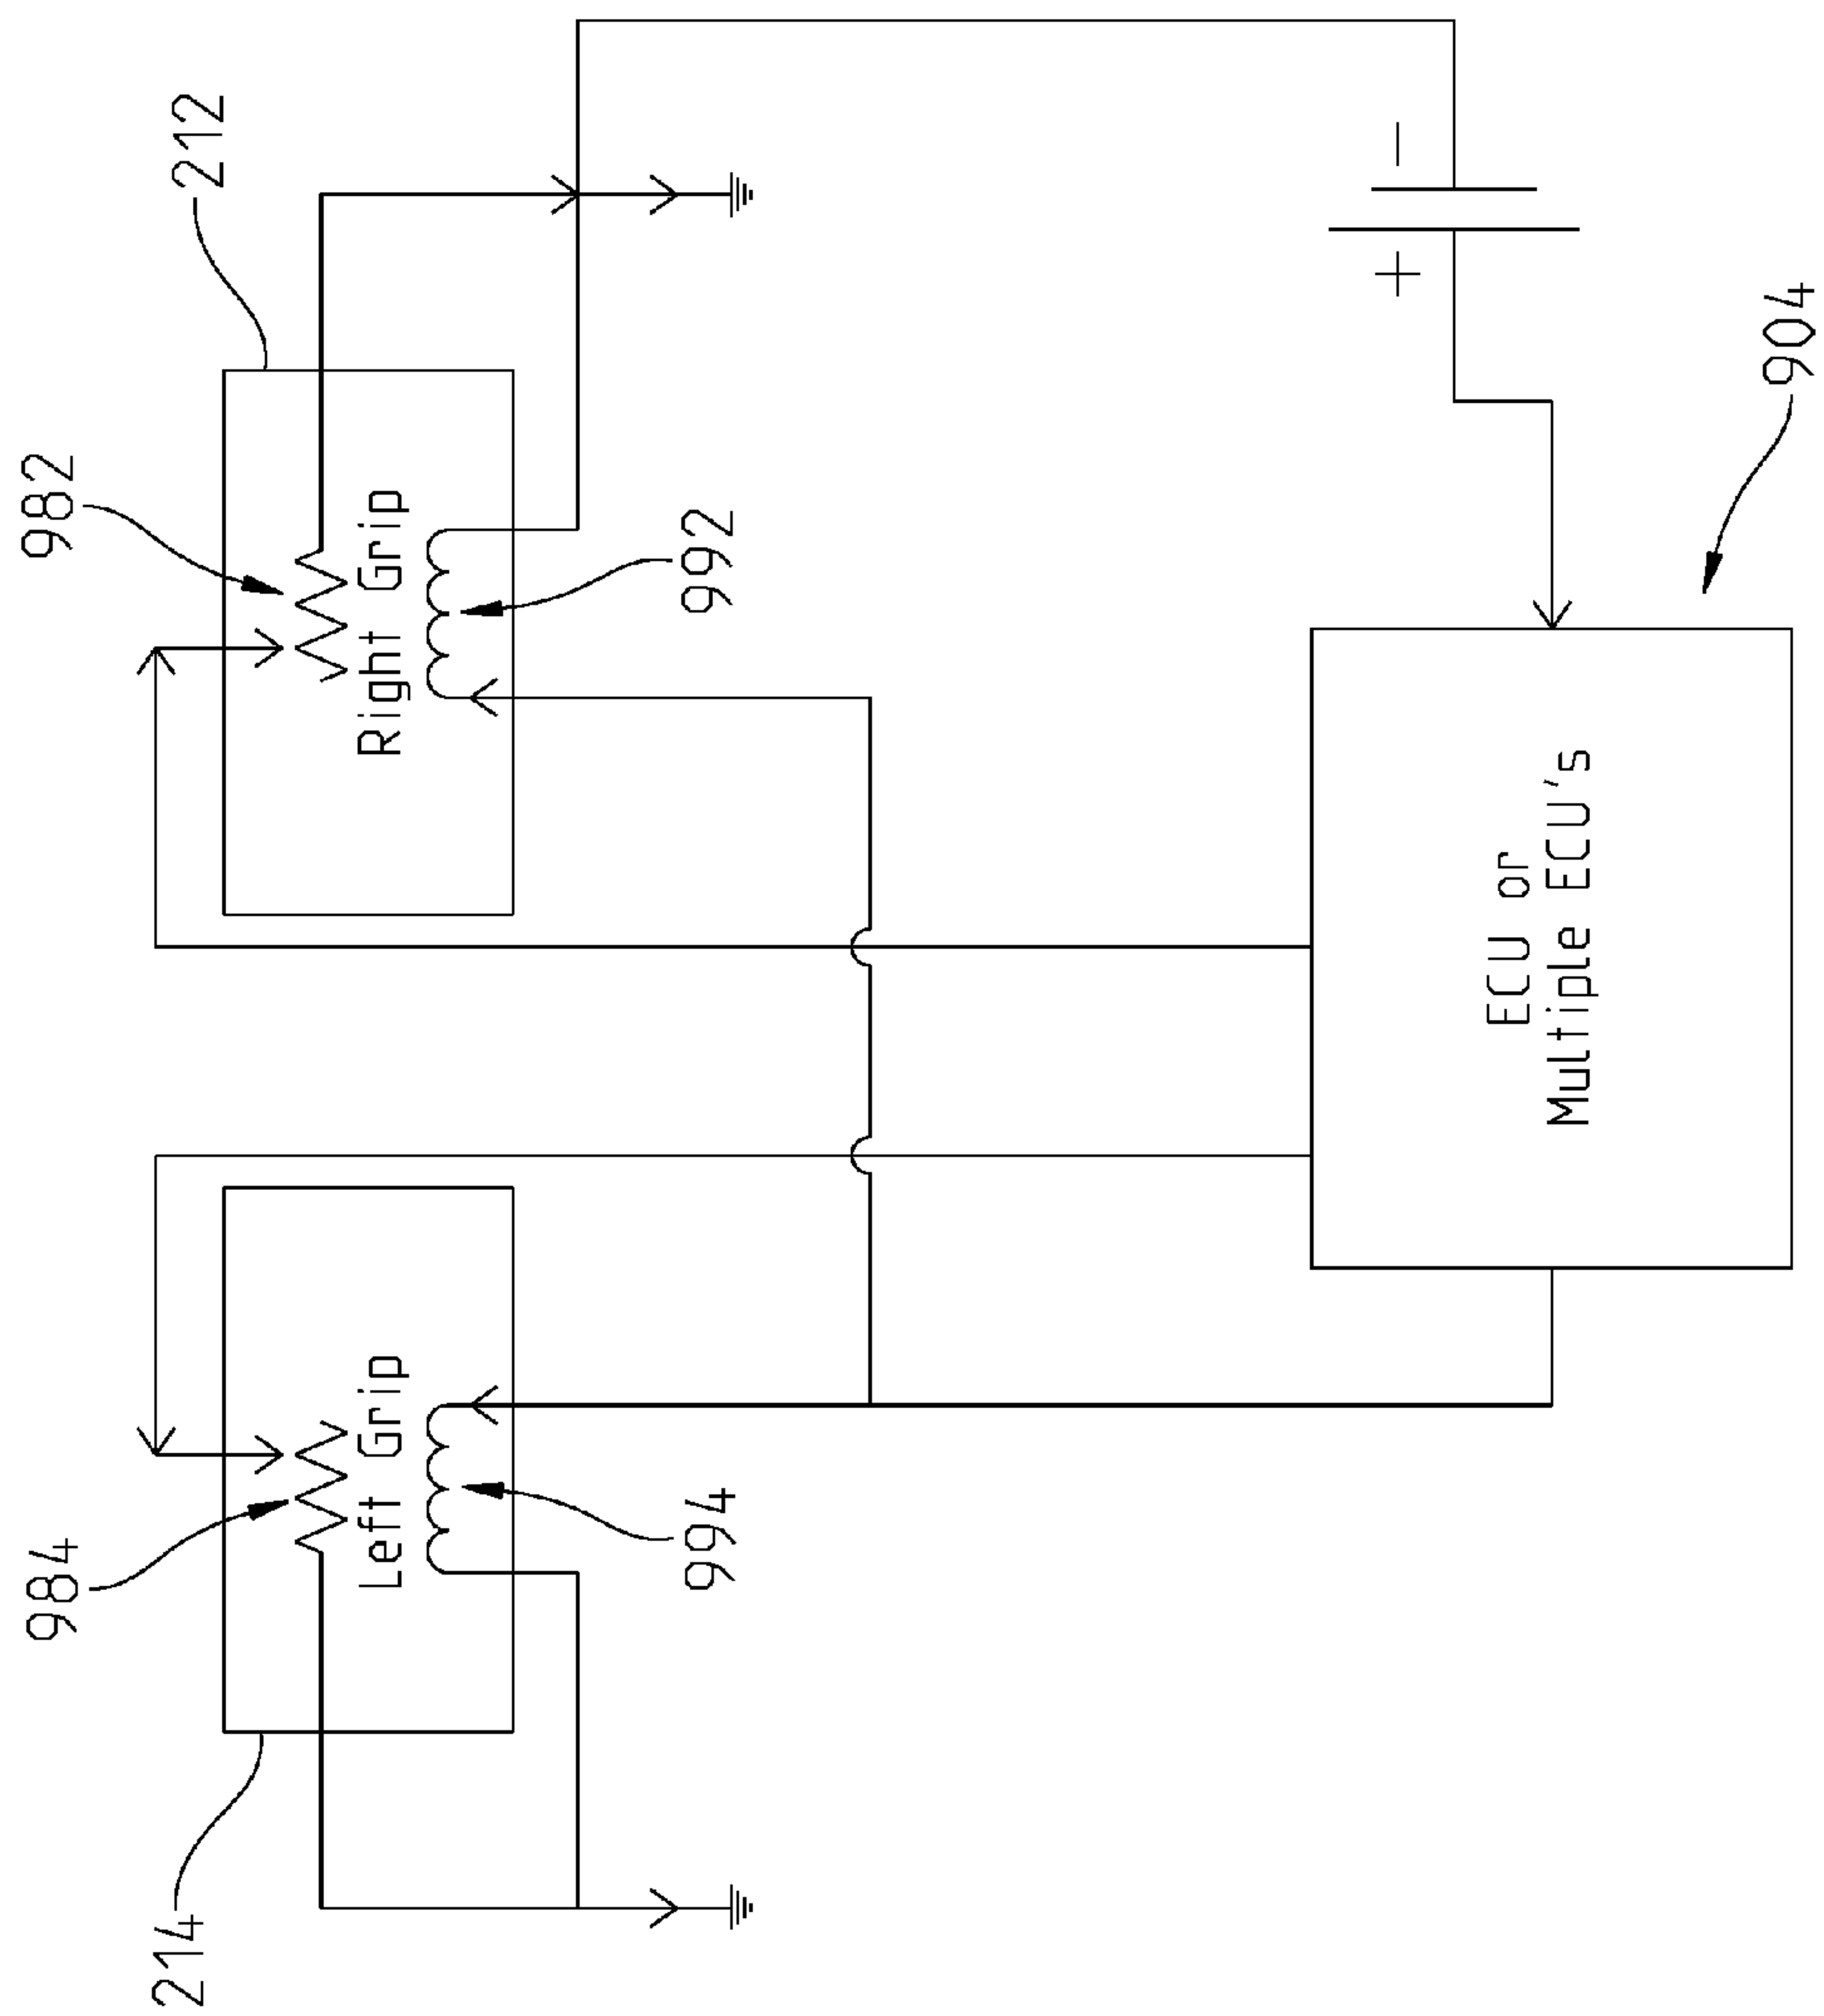 984
982
214
212
Left Grip
Right Grip
994
992
+
−
ECU or
Multiple ECU's
904